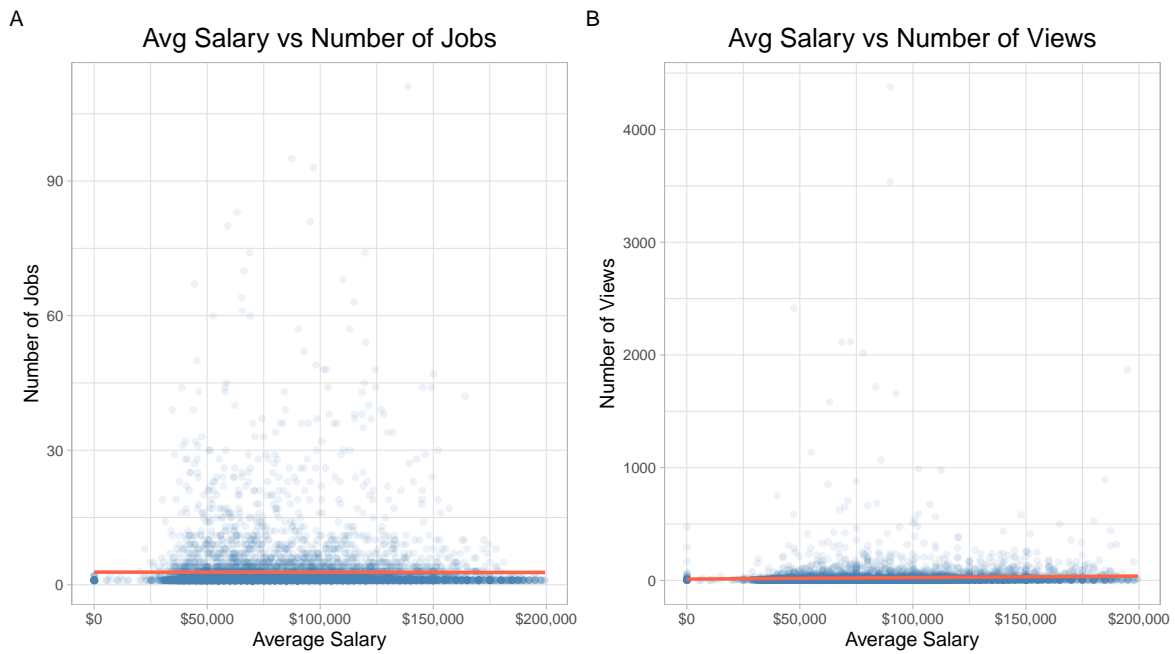 A
Avg Salary vs Number of Jobs
Number of Jobs
90
60
30
0
$0
$50,000
$100,000
$150,000
$200,000
Average Salary
B
Avg Salary vs Number of Views
Number of Views
4000
3000
2000
1000
0
$0
$50,000
$100,000
$150,000
$200,000
Average Salary